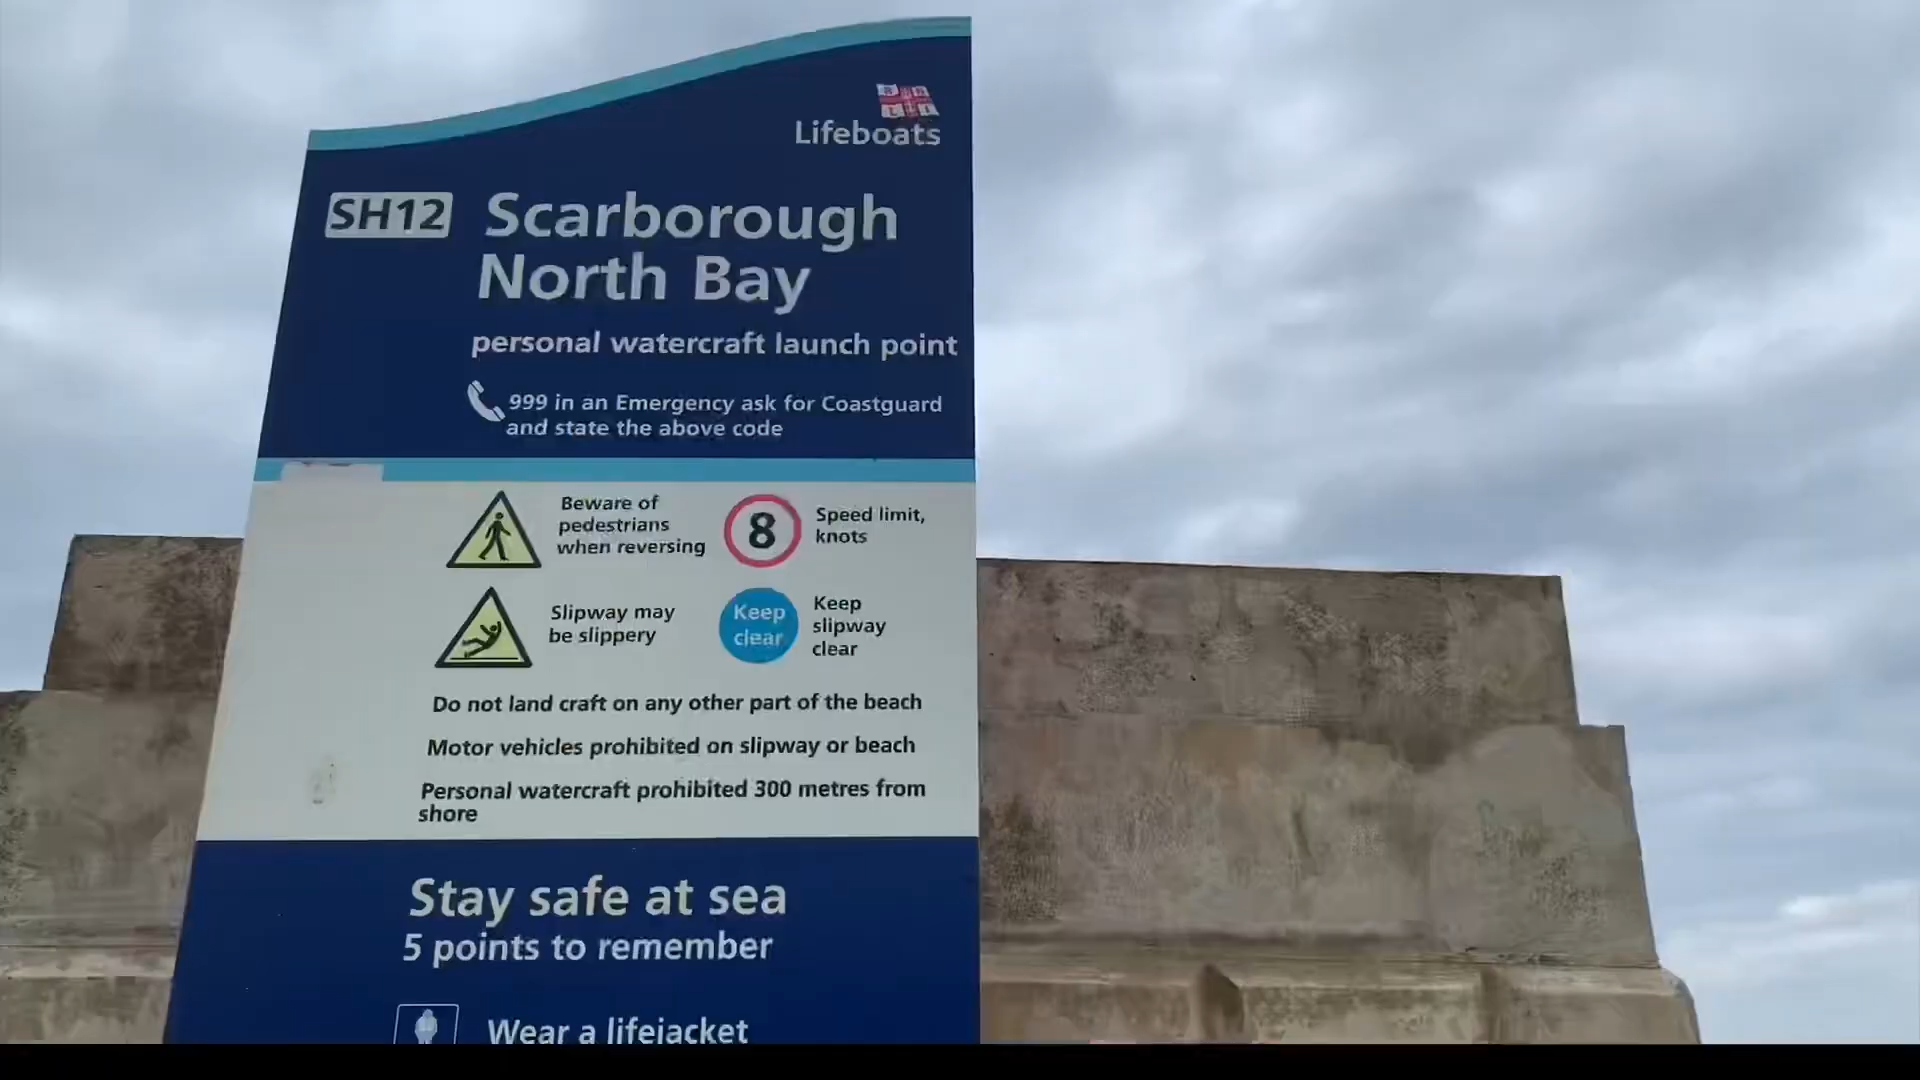 RNLI
Lifeboats
SH12
Scarborough
North Bay
personal watercraft launch point
999 in an Emergency ask for Coastguard
and state the above code
Beware of
pedestrians
when reversing
8
Speed limit,
knots
Slipway may
be slippery
Keep
clear
Keep
slipway
clear
Do not land craft on any other part of the beach
Motor vehicles prohibited on slipway or beach
Personal watercraft prohibited 300 metres from
shore
Stay safe at sea
5 points to remember
Wear a lifejacket